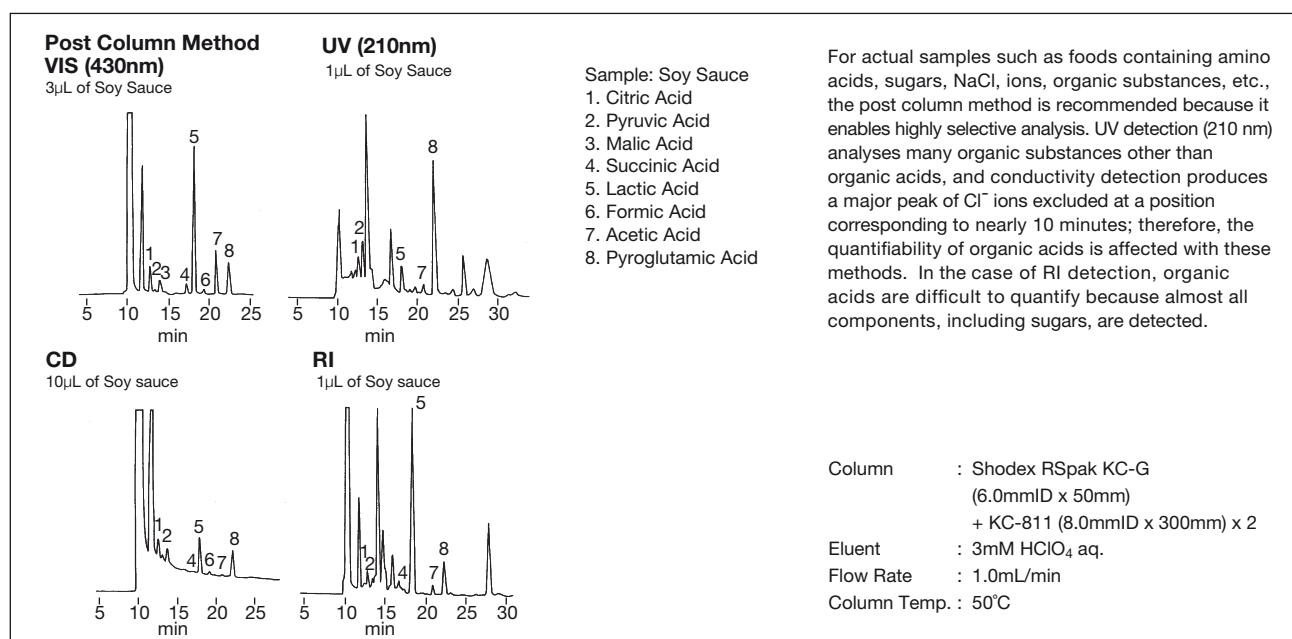 Post Column Method
VIS (430nm)
3µL of Soy Sauce
5
1
2
3
4
6
7
8
5 10 15 20 25
min
UV (210nm)
1µL of Soy Sauce
1
2
5
7
8
5 10 15 20 25 30
min
CD
10µL of Soy sauce
1
2
4
5
6
7
8
5 10 15 20 25
min
RI
1µL of Soy sauce
1
2
4
5
7
8
5 10 15 20 25 30
min
Sample: Soy Sauce
1. Citric Acid
2. Pyruvic Acid
3. Malic Acid
4. Succinic Acid
5. Lactic Acid
6. Formic Acid
7. Acetic Acid
8. Pyroglutamic Acid
For actual samples such as foods containing amino
acids, sugars, NaCl, ions, organic substances, etc.,
the post column method is recommended because it
enables highly selective analysis. UV detection (210 nm)
analyses many organic substances other than
organic acids, and conductivity detection produces
a major peak of Cl⁻ ions excluded at a position
corresponding to nearly 10 minutes; therefore, the
quantifiability of organic acids is affected with these
methods. In the case of RI detection, organic
acids are difficult to quantify because almost all
components, including sugars, are detected.
Column : Shodex RSpak KC-G
(6.0mmID x 50mm)
+ KC-811 (8.0mmID x 300mm) x 2
Eluent : 3mM HClO₄ aq.
Flow Rate : 1.0mL/min
Column Temp. : 50°C